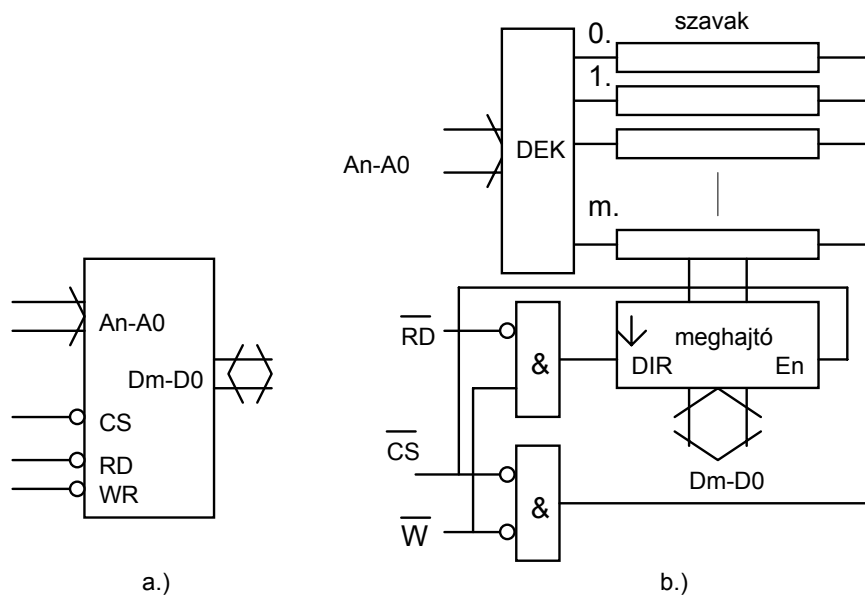 An-A0
Dm-D0
CS
RD
WR
a.)
0.
szavak
1.
DEK
An-A0
m.
RD
&
meghajtó
DIR
En
CS
Dm-D0
&
W
b.)